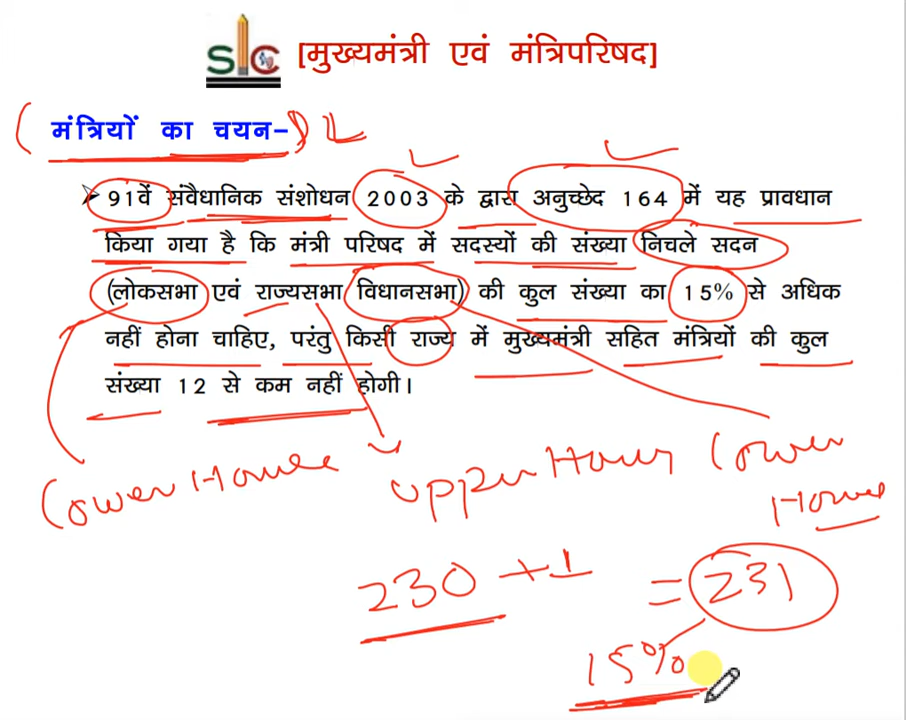 SLC [मुख्यमंत्री एवं मंत्रिपरिषद]
मंत्रियों का चयन-
➢ 91वें संवैधानिक संशोधन 2003 के द्वारा अनुच्छेद 164 में यह प्रावधान
किया गया है कि मंत्री परिषद में सदस्यों की संख्या निचले सदन
(लोकसभा एवं राज्यसभा विधानसभा) की कुल संख्या का 15% से अधिक
नहीं होना चाहिए, परंतु किसी राज्य में मुख्यमंत्री सहित मंत्रियों की कुल
संख्या 12 से कम नहीं होगी।
Lower House
upper House
Lower
House
230 +1 = 231
15%